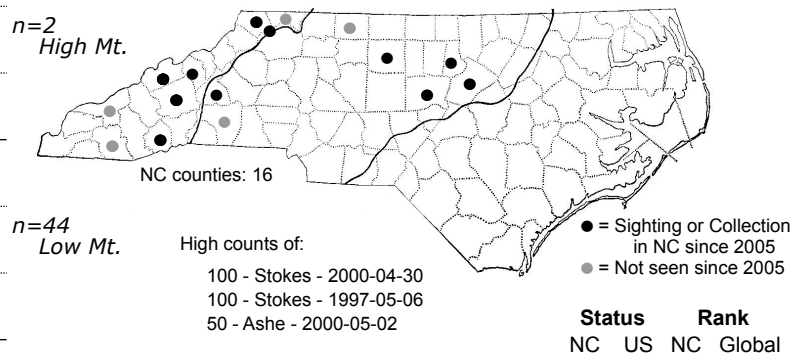 n=2
High Mt.
NC counties: 16
n=44
Low Mt.
High counts of:
100 - Stokes - 2000-04-30
100 - Stokes - 1997-05-06
50 - Ashe - 2000-05-02
= Sighting or Collection
in NC since 2005
= Not seen since 2005
Status Rank
NC US NC Global